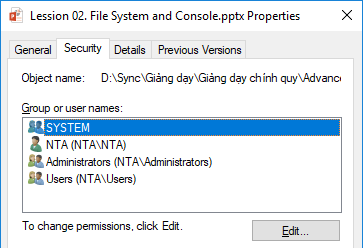 Lession 02. File System and Console.pptx Properties
General Security Details Previous Versions
Object name: D:\Sync\Giảng dạy\Giảng dạy chính quy\Advance
Group or user names:
SYSTEM
NTA (NTA\NTA)
Administrators (NTA\Administrators)
Users (NTA\Users)
To change permissions, click Edit.
Edit...